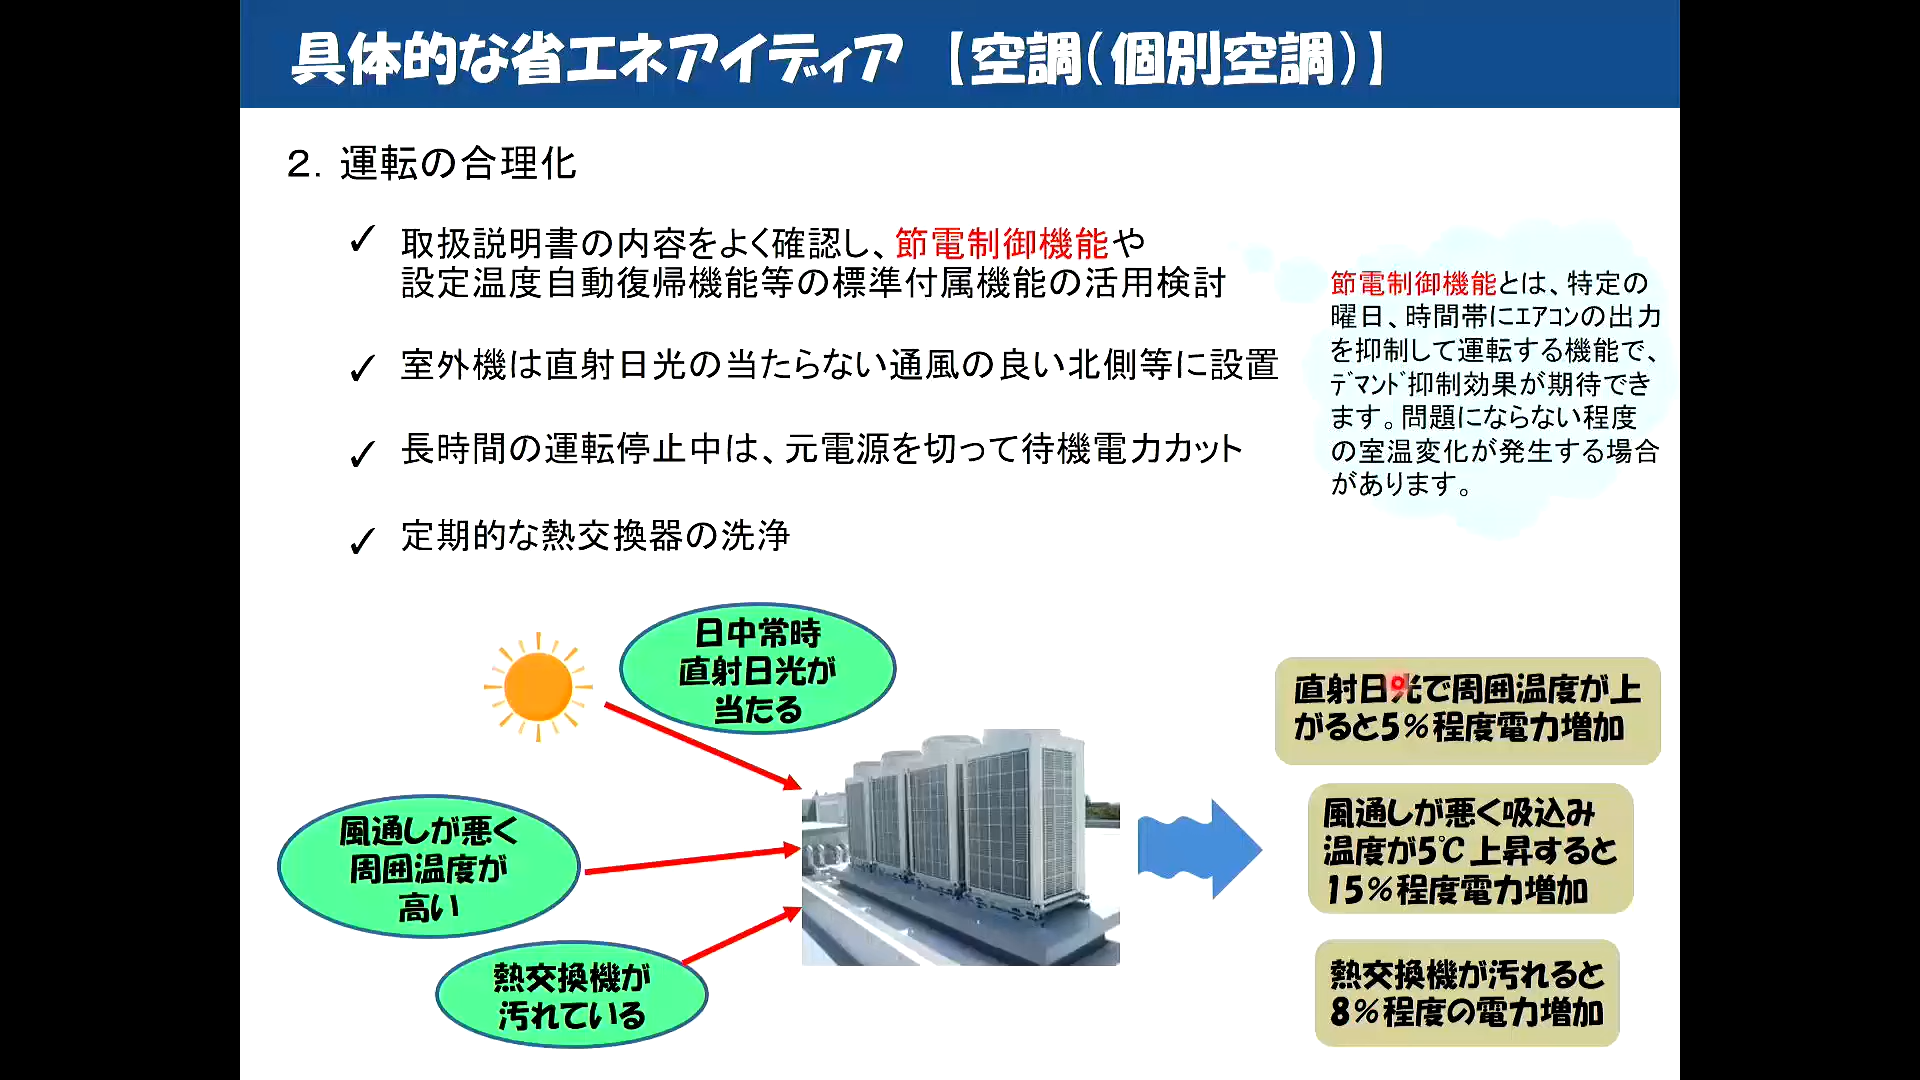 具体的な省エネアイディア 【空調(個別空調)】
2. 運転の合理化
✓ 取扱説明書の内容をよく確認し、節電制御機能や
設定温度自動復帰機能等の標準付属機能の活用検討
✓ 室外機は直射日光の当たらない通風の良い北側等に設置
✓ 長時間の運転停止中は、元電源を切って待機電力カット
✓ 定期的な熱交換器の洗浄
節電制御機能とは、特定の
曜日、時間帯にエアコンの出力
を抑制して運転する機能で、
デマンド抑制効果が期待でき
ます。問題にならない程度
の室温変化が発生する場合
があります。
日中常時
直射日光が
当たる
風通しが悪く
周囲温度が
高い
熱交換機が
汚れている
直射日光で周囲温度が上
がると5%程度電力増加
風通しが悪く吸込み
温度が5℃上昇すると
15%程度電力増加
熱交換機が汚れると
8%程度の電力増加